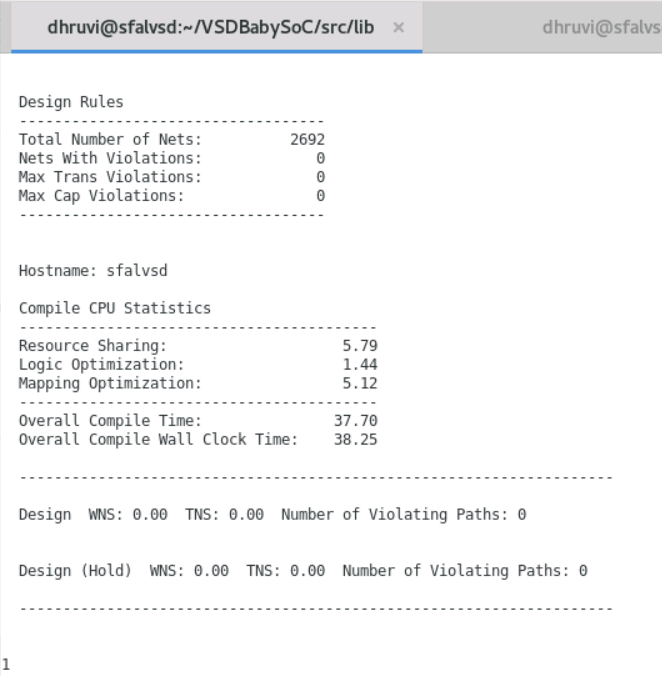 dhruvi@sfalvsd:~/VSDBabySoC/src/lib × dhruvi@sfalvs
Design Rules
-----------------------------------
Total Number of Nets: 2692
Nets With Violations: 0
Max Trans Violations: 0
Max Cap Violations: 0
-----------------------------------
Hostname: sfalvsd
Compile CPU Statistics
-----------------------------------------
Resource Sharing: 5.79
Logic Optimization: 1.44
Mapping Optimization: 5.12
-----------------------------------------
Overall Compile Time: 37.70
Overall Compile Wall Clock Time: 38.25
--------------------------------------------------------------------
Design WNS: 0.00 TNS: 0.00 Number of Violating Paths: 0
Design (Hold) WNS: 0.00 TNS: 0.00 Number of Violating Paths: 0
--------------------------------------------------------------------
1